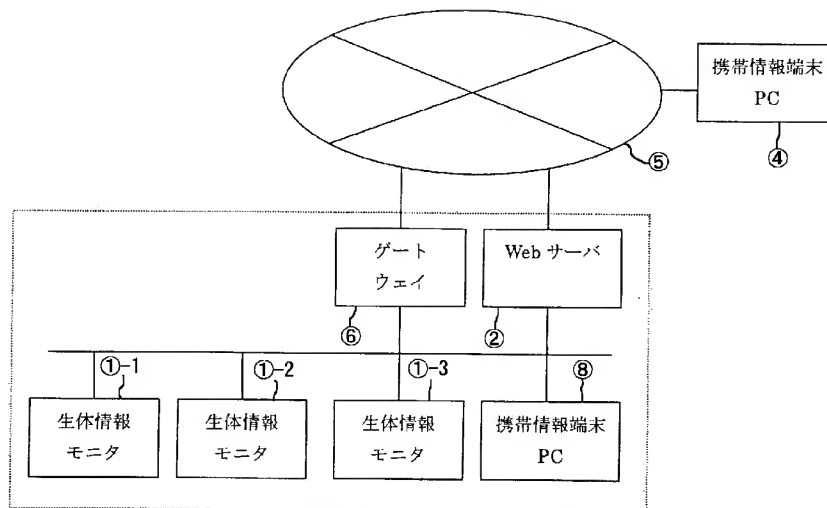 携帯情報端末
PC
④
⑤
ゲート
ウェイ
Web サーバ
⑥
②
①-1
①-2
①-3
⑧
生体情報
モニタ
生体情報
モニタ
生体情報
モニタ
携帯情報端末
PC